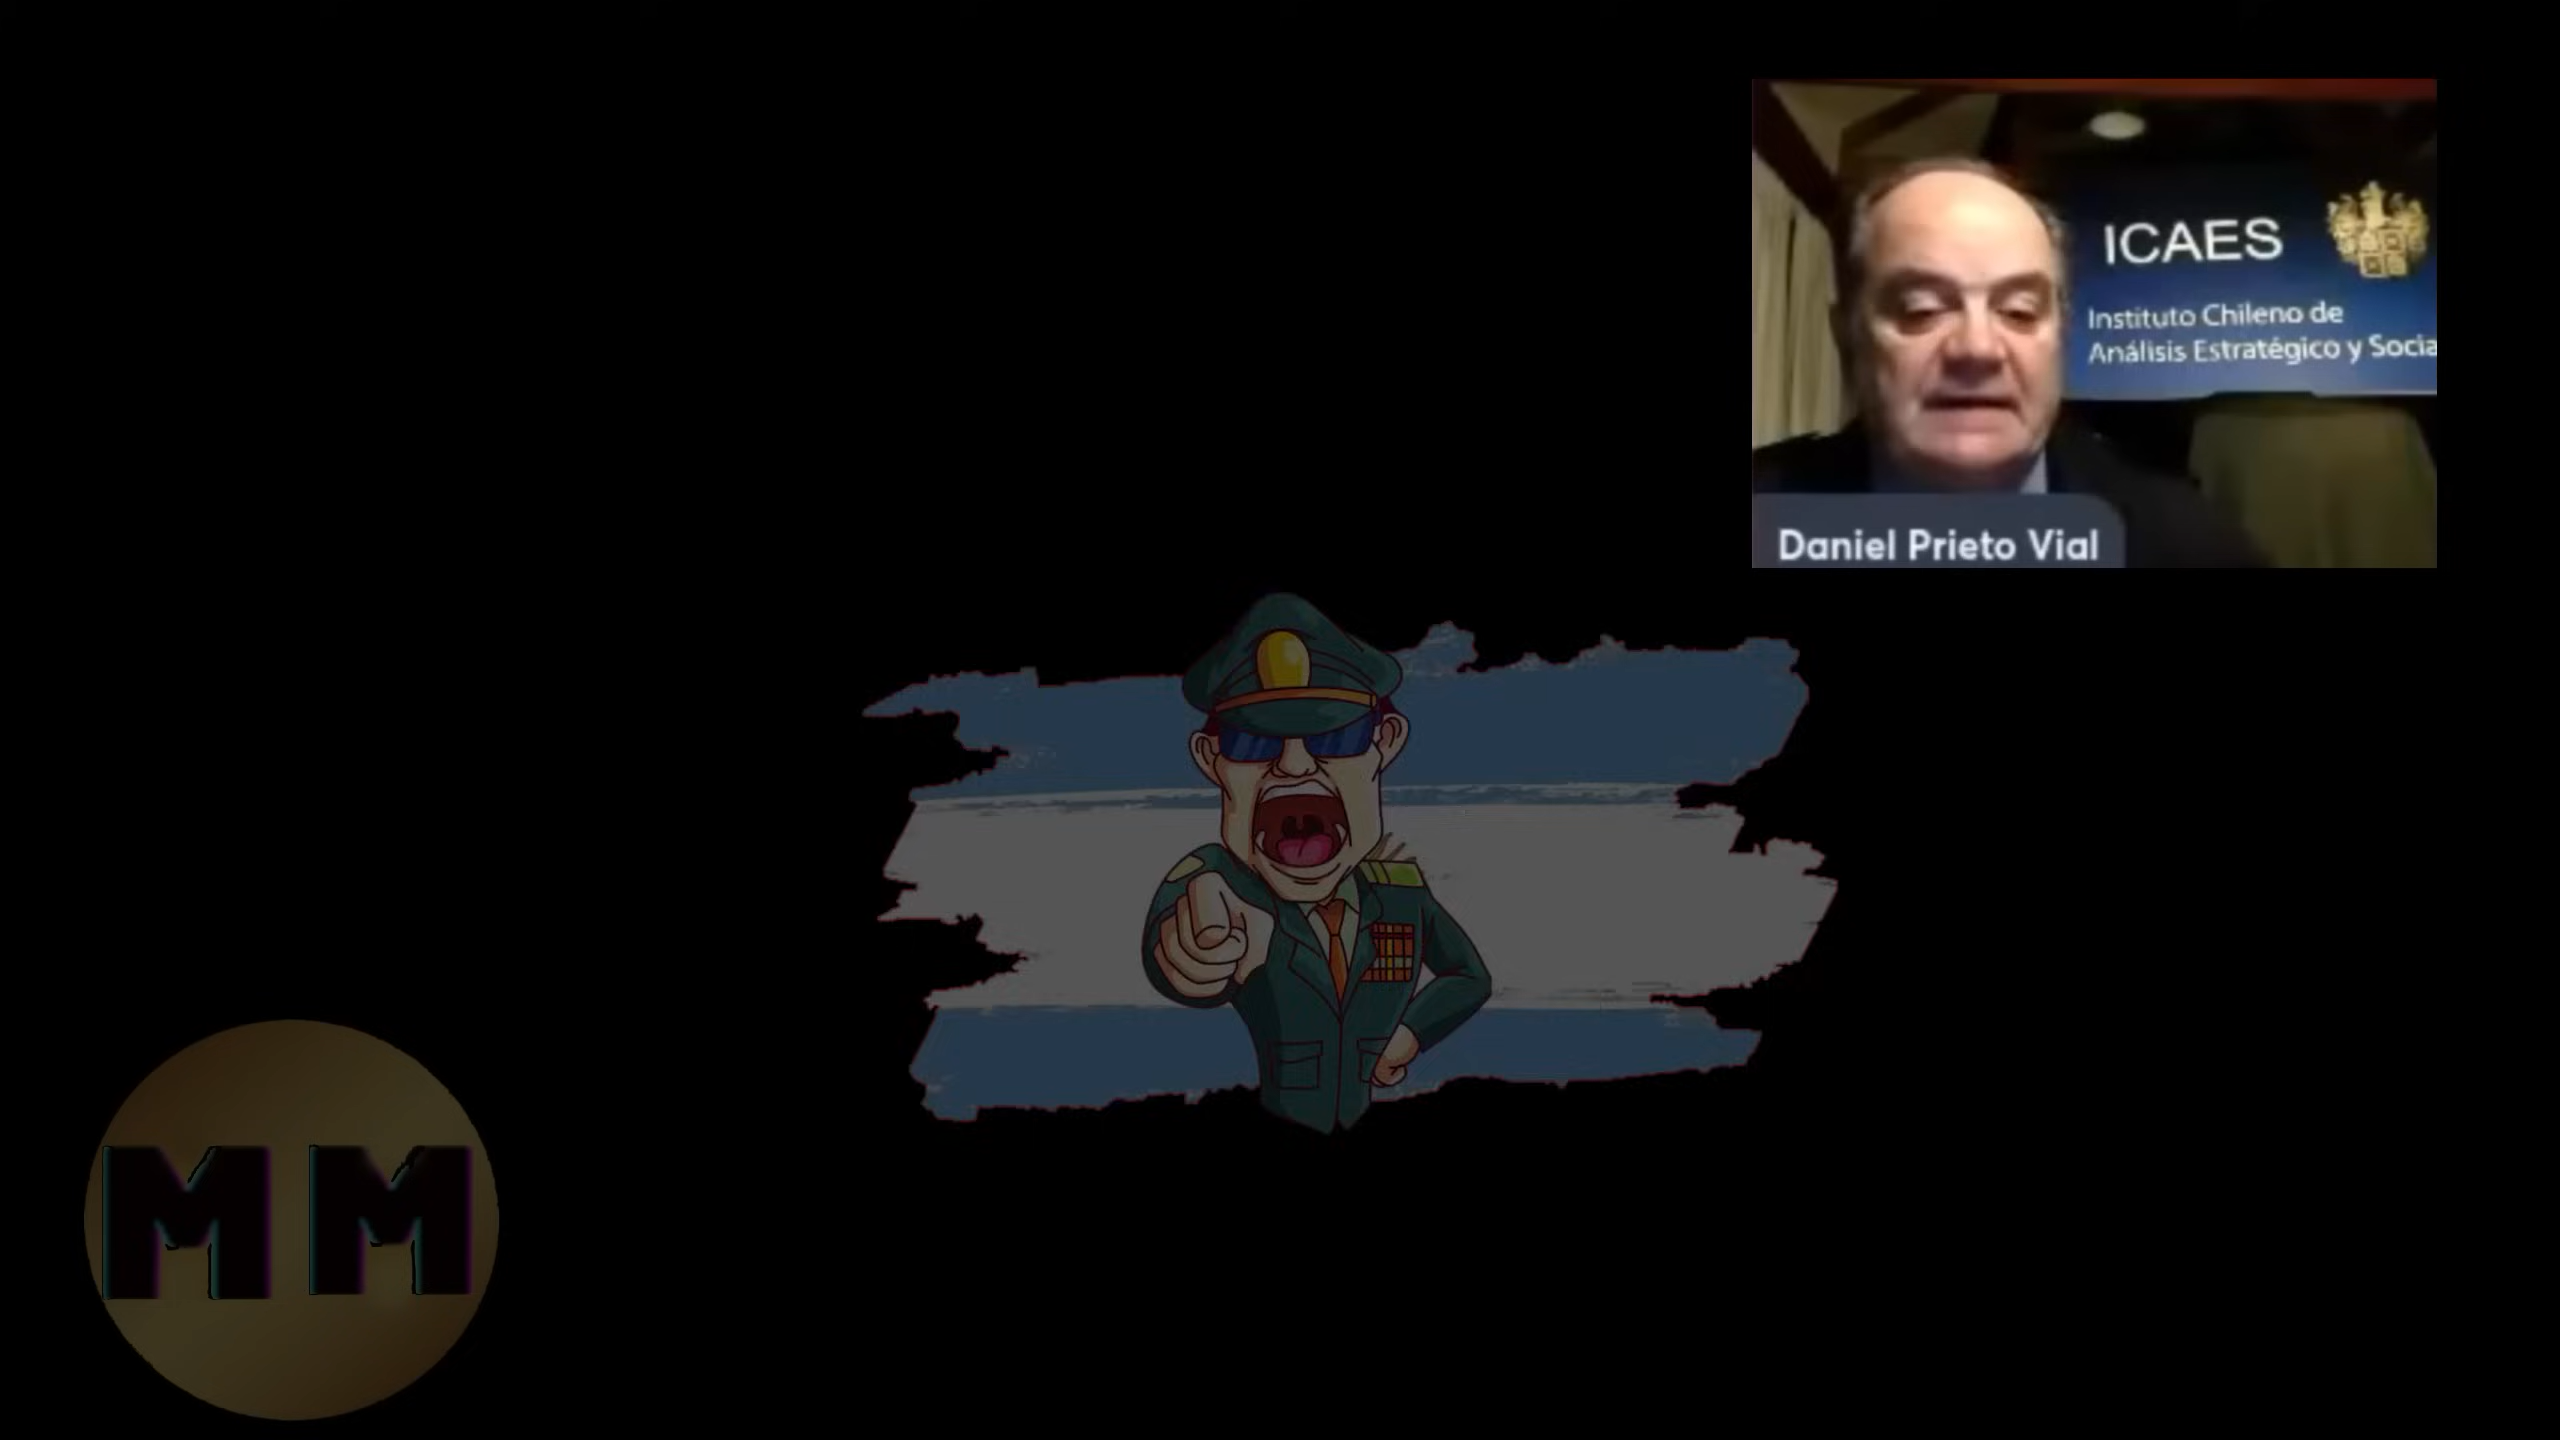 ICAES
Instituto Chileno de
Análisis Estratégico y Socia
Daniel Prieto Vial
MM